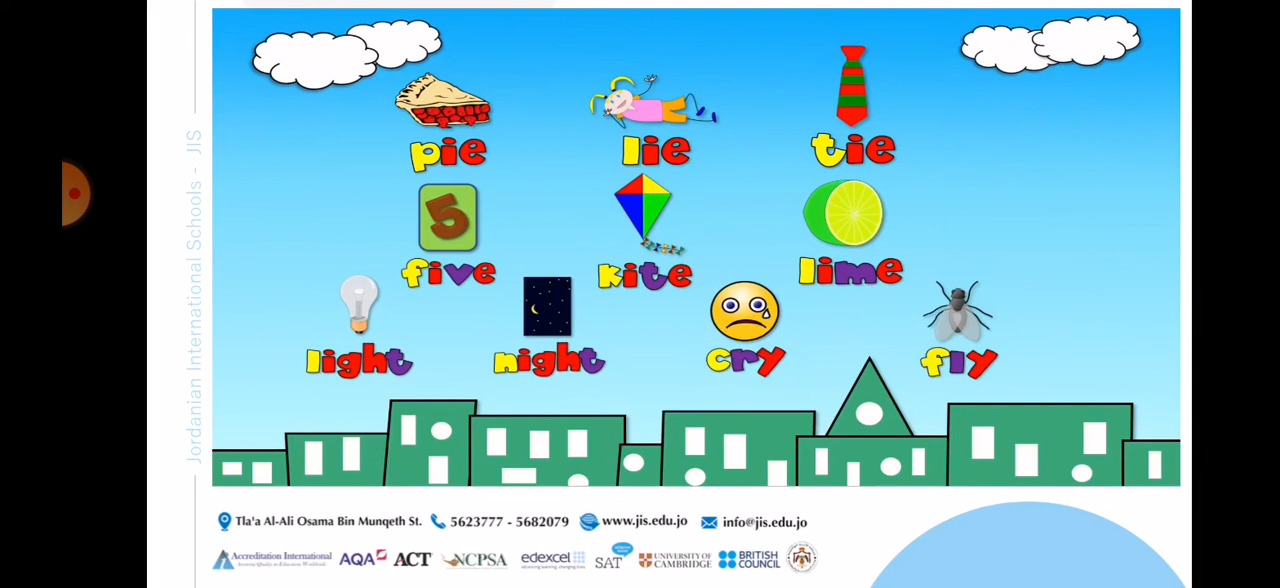 Jordanian International Schools - JIS
pie lie tie
5
five kite lime
light night cry fly
Tla'a Al-Ali Osama Bin Munqeth St. 5623777 - 5682079 www.jis.edu.jo info@jis.edu.jo
Accreditation International AQA ACT NCPSA edexcel SAT UNIVERSITY OF CAMBRIDGE BRITISH COUNCIL